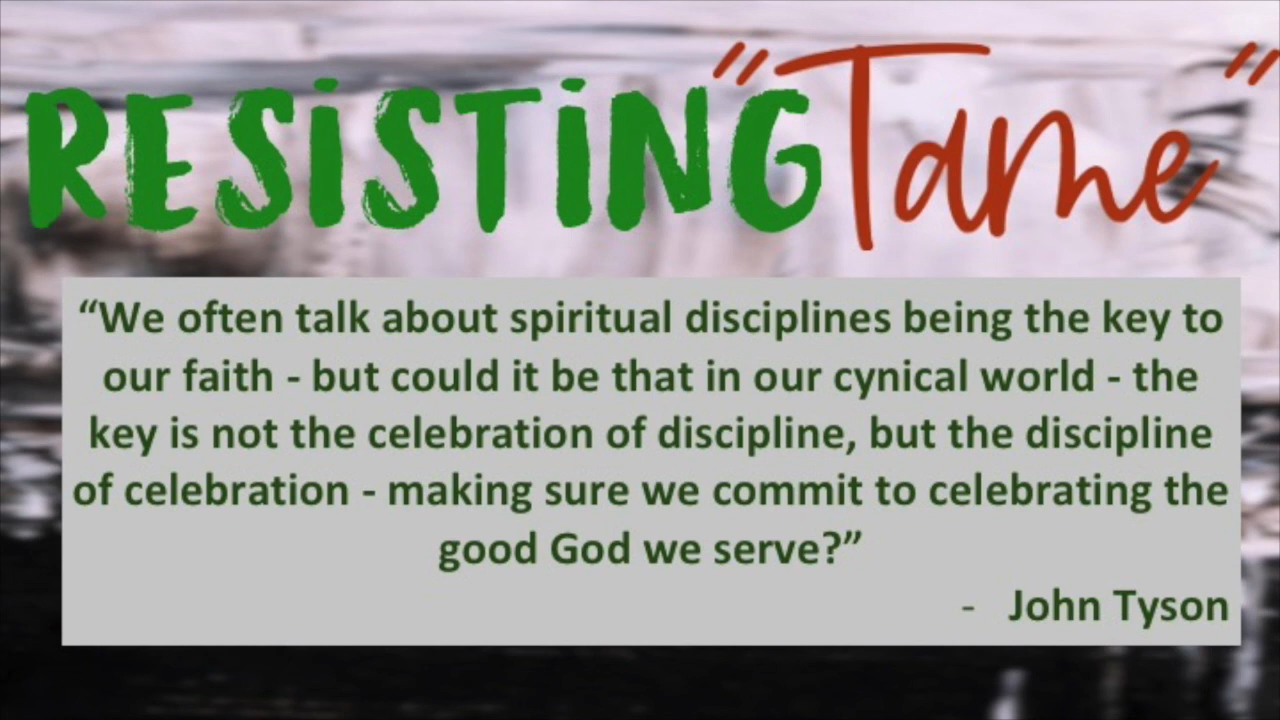 RESiSTiNG "Tame"
“We often talk about spiritual disciplines being the key to
our faith - but could it be that in our cynical world - the
key is not the celebration of discipline, but the discipline
of celebration - making sure we commit to celebrating the
good God we serve?”
- John Tyson